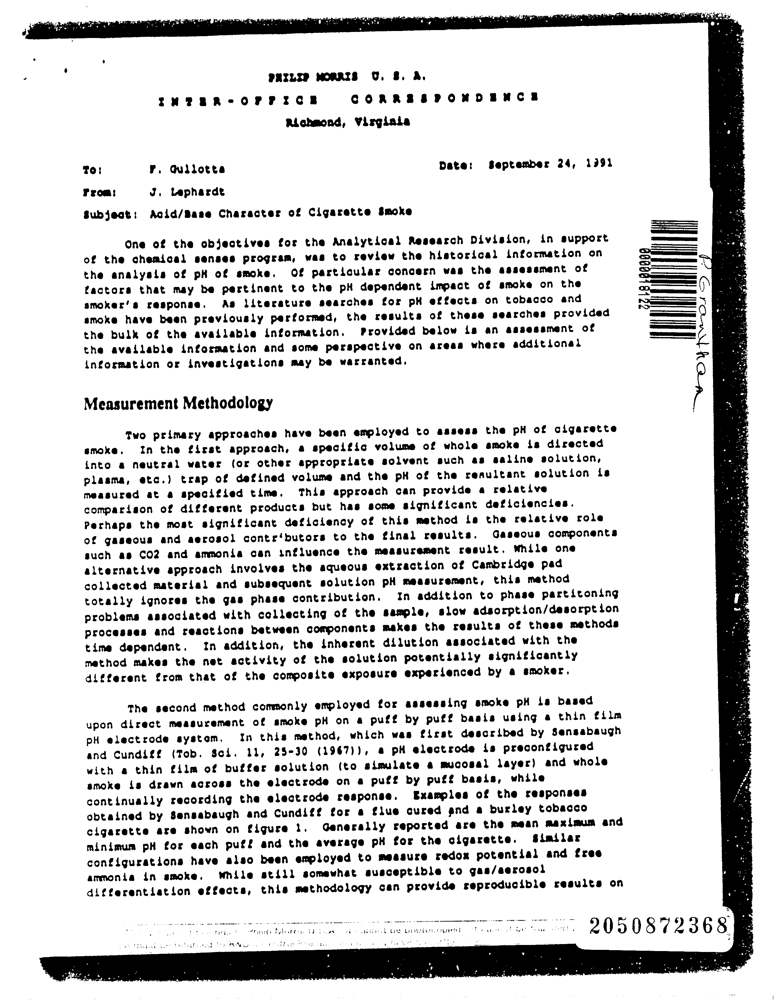 PHILIP MORRIS U. S. A.
INTER-OFFICE CORRESPONDENCE
Richmond, Virginia
To: F. Gullotta
Date: September 24, 1991
From: J. Lephardt
Subject: Acid/Base Character of Cigarette Smoke
One of the objectives for the Analytical Research Division, in support
of the chemical senses program, was to review the historical information on
the analysis of pH of smoke. Of particular concern was the assessment of
factors that may be pertinent to the pH dependent impact of smoke on the
smoker's response. As literature searches for pH effects on tobacco and
smoke have been previously performed, the results of these searches provided
the bulk of the available information. Provided below is an assessment of
the available information and some perspective on areas where additional
information or investigations may be warranted.
0000018122
P Grantham
Measurement Methodology
Two primary approaches have been employed to assess the pH of cigarette
smoke. In the first approach, a specific volume of whole smoke is directed
into a neutral water (or other appropriate solvent such as saline solution,
plasma, etc.) trap of defined volume and the pH of the resultant solution is
measured at a specified time. This approach can provide a relative
comparison of different products but has some significant deficiencies.
Perhaps the most significant deficiency of this method is the relative role
of gaseous and aerosol contr'butors to the final results. Gaseous components
such as CO2 and ammonia can influence the measurement result. While one
alternative approach involves the aqueous extraction of Cambridge pad
collected material and subsequent solution pH measurement, this method
totally ignores the gas phase contribution. In addition to phase partitoning
problems associated with collecting of the sample, slow adsorption/desorption
processes and reactions between components makes the results of these methods
time dependent. In addition, the inherent dilution associated with the
method makes the net activity of the solution potentially significantly
different from that of the composite exposure experienced by a smoker.
The second method commonly employed for assessing smoke pH is based
upon direct measurement of smoke pH on a puff by puff basis using a thin film
pH electrode system. In this method, which was first described by Sensabaugh
and Cundiff (Tob. Sci. 11, 25-30 (1967)), a pH electrode is preconfigured
with a thin film of buffer solution (to simulate a mucosal layer) and whole
smoke is drawn across the electrode on a puff by puff basis, while
continually recording the electrode response. Examples of the responses
obtained by Sensabaugh and Cundiff for a flue cured and a burley tobacco
cigarette are shown on figure 1. Generally reported are the mean maximum and
minimum pH for each puff and the average pH for the cigarette. Similar
configurations have also been employed to measure redox potential and free
ammonia in smoke. While still somewhat susceptible to gas/aerosol
differentiation effects, this methodology can provide reproducible results on
2050872368